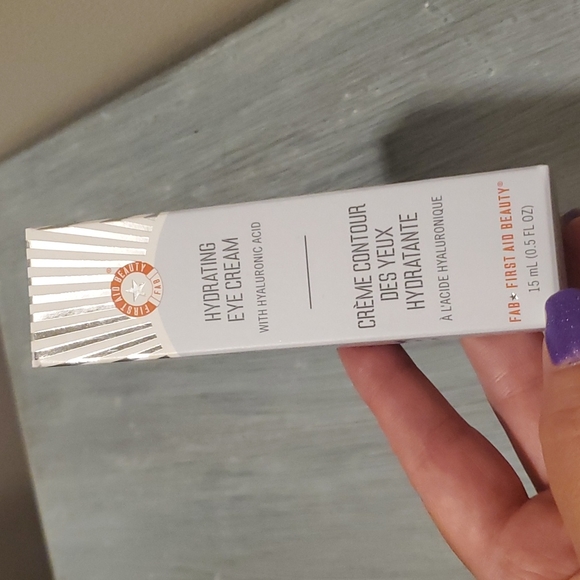 FIRST AID BEAUTY
FAB
HYDRATING
EYE CREAM
WITH HYALURONIC ACID
CRÈME CONTOUR
DES YEUX
HYDRATANTE
À L'ACIDE HYALURONIQUE
FAB★ FIRST AID BEAUTY®
15 mL (0.5 FL OZ)